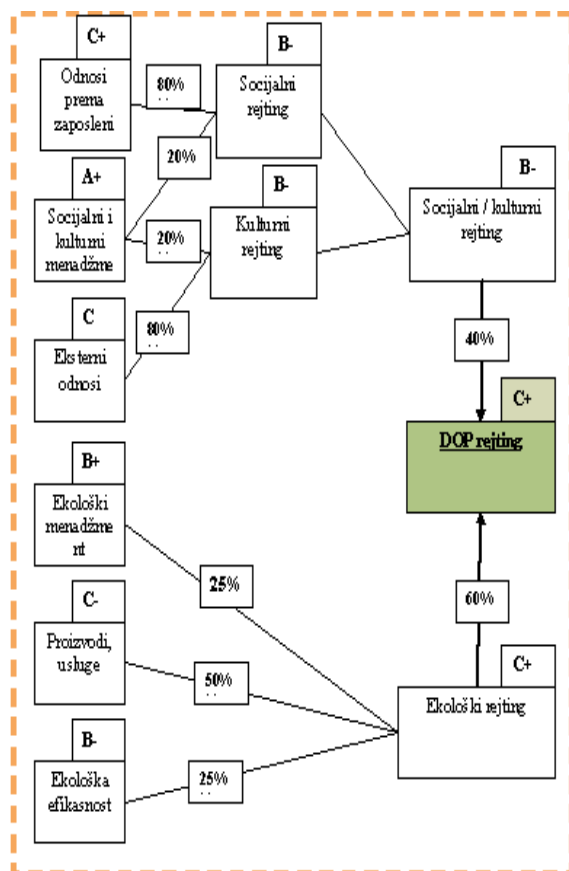 C+
Odnosi
prema
zaposleni
80%
B-
Socijalni
rejting
20%
A+
Socijalni i
kulturni
menadžme
20%
B-
Kulturni
rejting
B-
Socijalni / kulturni
rejting
C
Eksterni
odnosi
80%
40%
C+
DOP rejting
B+
Ekološki
menadžme
nt
25%
60%
C-
Proizvodi,
usluge
50%
C+
Ekološki rejting
B-
Ekološka
efikasnost
25%